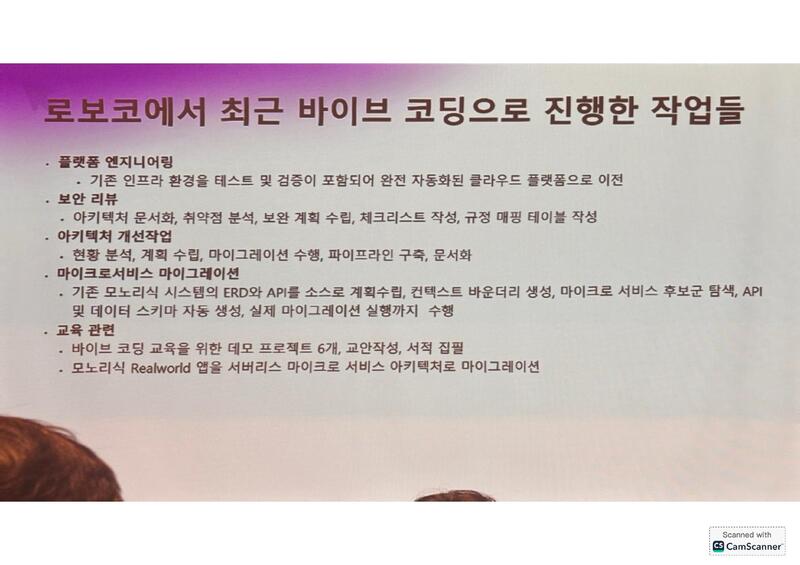 로보코에서 최근 바이브 코딩으로 진행한 작업들
• 플랫폼 엔지니어링
• 기존 인프라 환경을 테스트 및 검증이 포함되어 완전 자동화된 클라우드 플랫폼으로 이전
• 보안 리뷰
• 아키텍처 문서화, 취약점 분석, 보완 계획 수립, 체크리스트 작성, 규정 매핑 테이블 작성
• 아키텍처 개선작업
• 현황 분석, 계획 수립, 마이그레이션 수행, 파이프라인 구축, 문서화
• 마이크로서비스 마이그레이션
• 기존 모노리식 시스템의 ERD와 API를 소스로 계획수립, 컨텍스트 바운더리 생성, 마이크로 서비스 후보군 탐색, API
및 데이터 스키마 자동 생성, 실제 마이그레이션 실행까지 수행
• 교육 관련
• 바이브 코딩 교육을 위한 데모 프로젝트 6개, 교안작성, 서적 집필
• 모노리식 Realworld 앱을 서버리스 마이크로 서비스 아키텍처로 마이그레이션
Scanned with
CS CamScanner